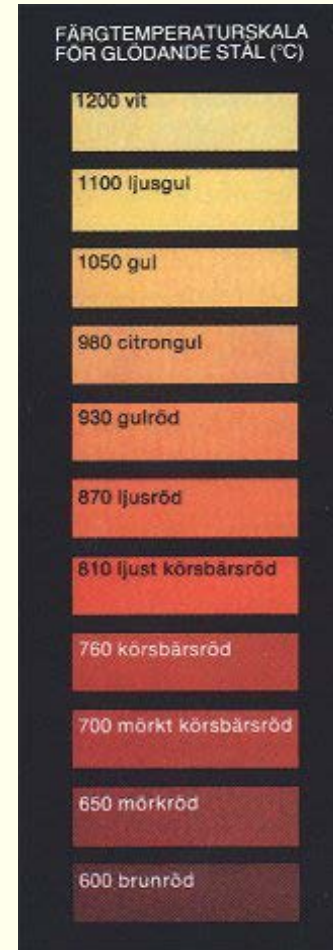 FÄRGTEMPERATURSKALA
FÖR GLÖDANDE STÅL (°C)
1200 vit
1100 ljusgul
1050 gul
980 citrongul
930 gulröd
870 ljusröd
810 ljust körsbärsröd
760 körsbärsröd
700 mörkt körsbärsröd
650 mörkröd
600 brunröd